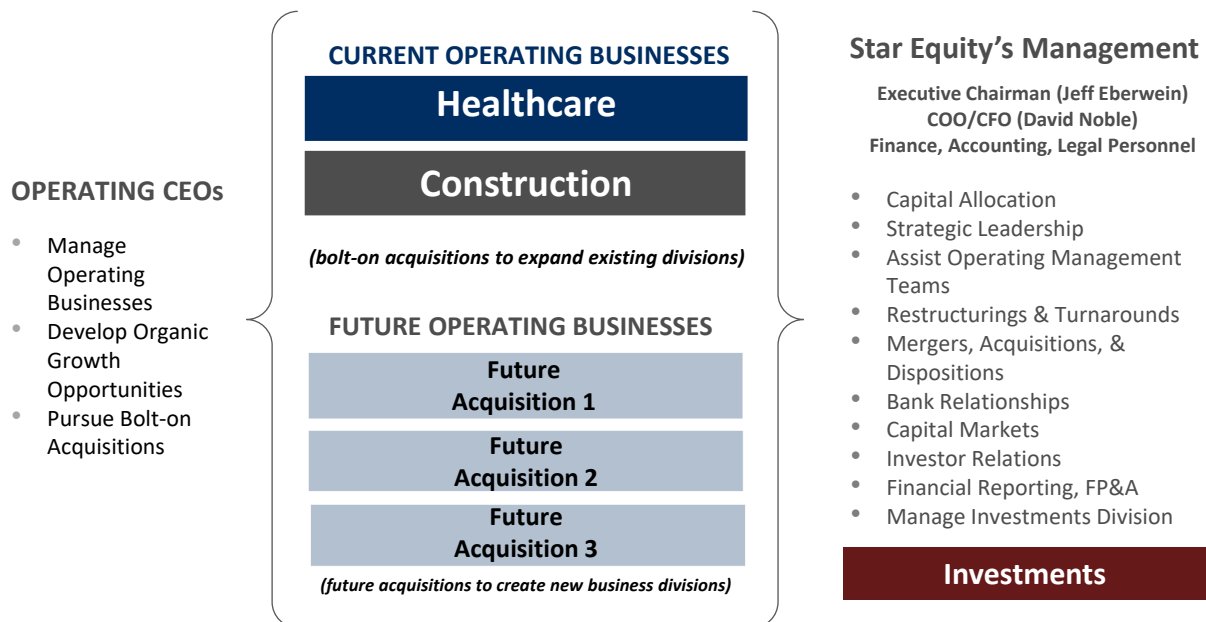 OPERATING CEOs
• Manage
Operating
Businesses
• Develop Organic
Growth
Opportunities
• Pursue Bolt-on
Acquisitions
CURRENT OPERATING BUSINESSES
Healthcare
Construction
(bolt-on acquisitions to expand existing divisions)
FUTURE OPERATING BUSINESSES
Future
Acquisition 1
Future
Acquisition 2
Future
Acquisition 3
(future acquisitions to create new business divisions)
Star Equity’s Management
Executive Chairman (Jeff Eberwein)
COO/CFO (David Noble)
Finance, Accounting, Legal Personnel
• Capital Allocation
• Strategic Leadership
• Assist Operating Management
Teams
• Restructurings & Turnarounds
• Mergers, Acquisitions, &
Dispositions
• Bank Relationships
• Capital Markets
• Investor Relations
• Financial Reporting, FP&A
• Manage Investments Division
Investments